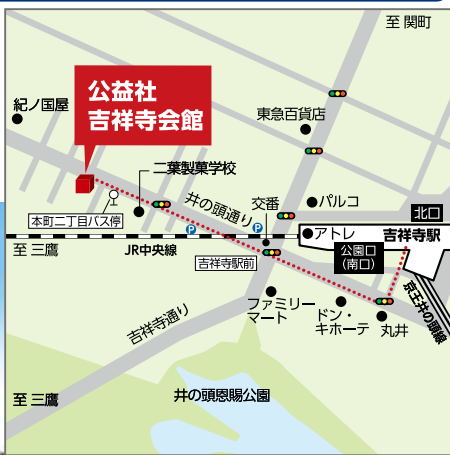 至 関町
公益社
吉祥寺会館
紀ノ国屋
東急百貨店
二葉製菓学校
井の頭通り
交番
パルコ
北口
本町二丁目バス停
P
P
アトレ
吉祥寺駅
至 三鷹
JR中央線
吉祥寺駅前
公園口
(南口)
京王井の頭線
ファミリー
マート
ドン・
キホーテ
丸井
吉祥寺通り
至 三鷹
井の頭恩賜公園